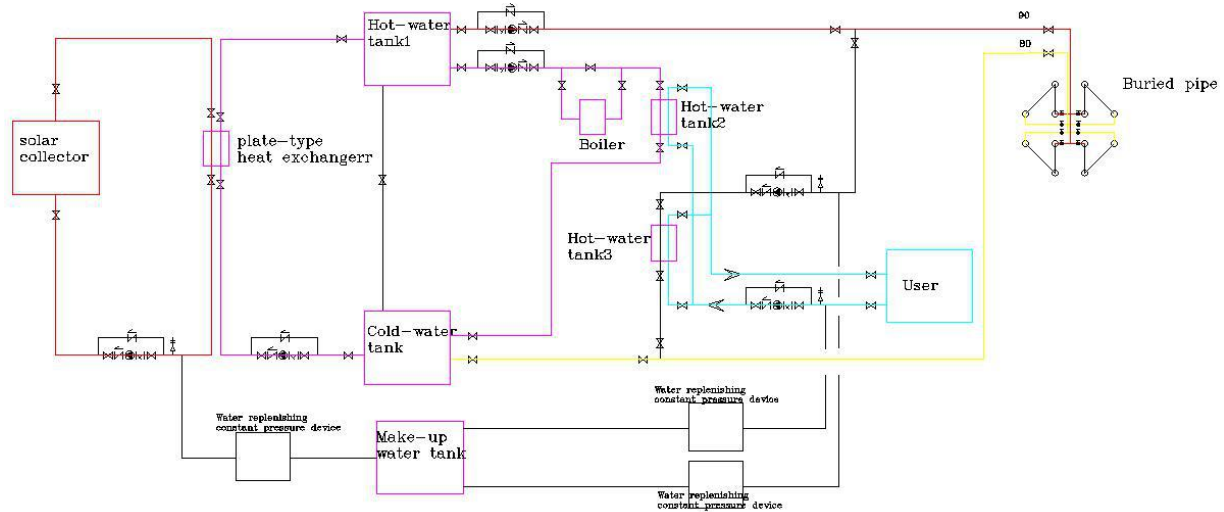 Hot-water
tank1
Buried pipe
solar
collector
plate-type
heat exchangerr
Hot-water
tank2
Boiler
Hot-water
tank3
User
Cold-water
tank
Water replenishing
constant pressure device
Water replenishing
constant pressure device
Make-up
water tank
Water replenishing
constant pressure device